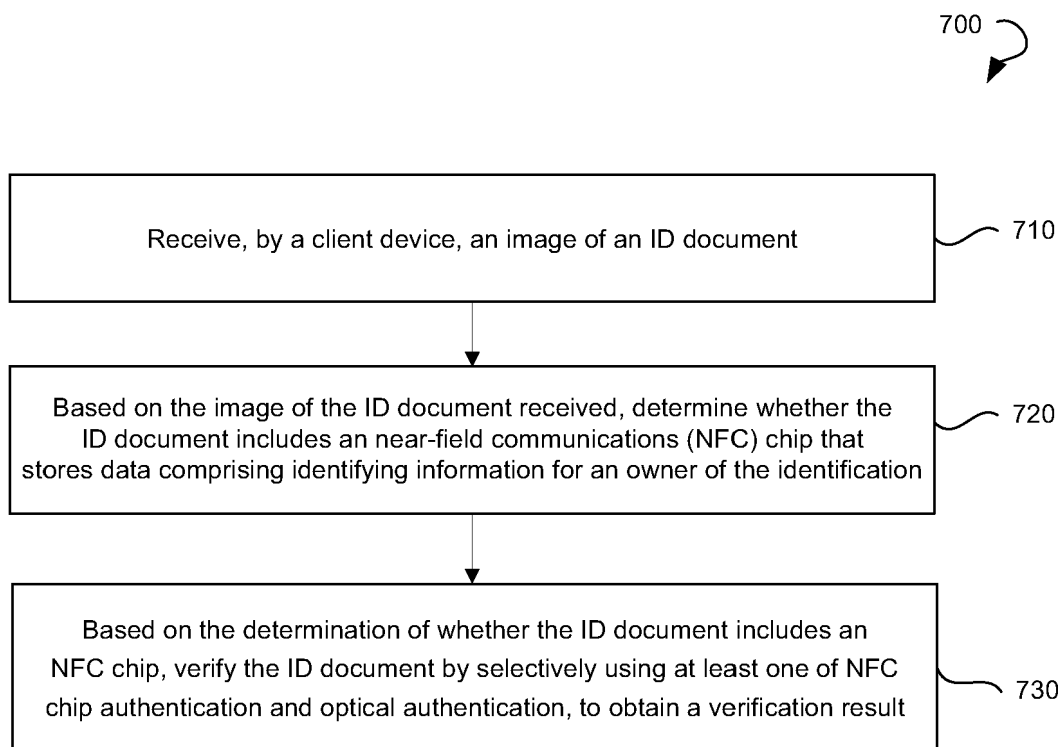 700
Receive, by a client device, an image of an ID document
710
Based on the image of the ID document received, determine whether the
ID document includes an near-field communications (NFC) chip that
stores data comprising identifying information for an owner of the identification
720
Based on the determination of whether the ID document includes an
NFC chip, verify the ID document by selectively using at least one of NFC
chip authentication and optical authentication, to obtain a verification result
730